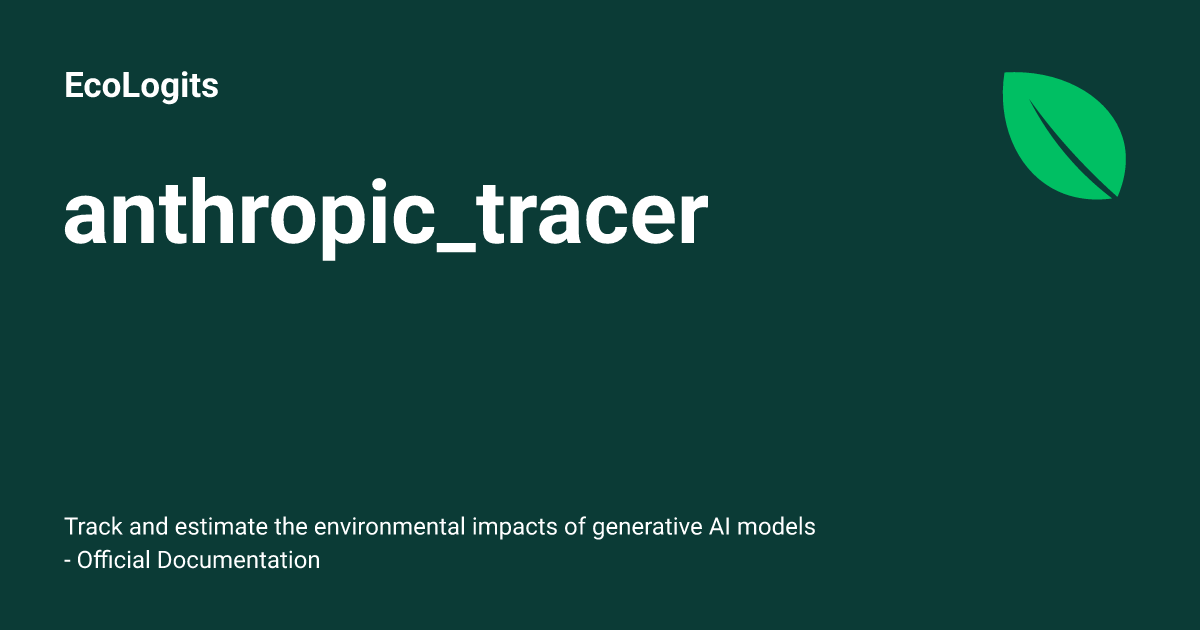 EcoLogits
anthropic_tracer
Track and estimate the environmental impacts of generative AI models
- Official Documentation